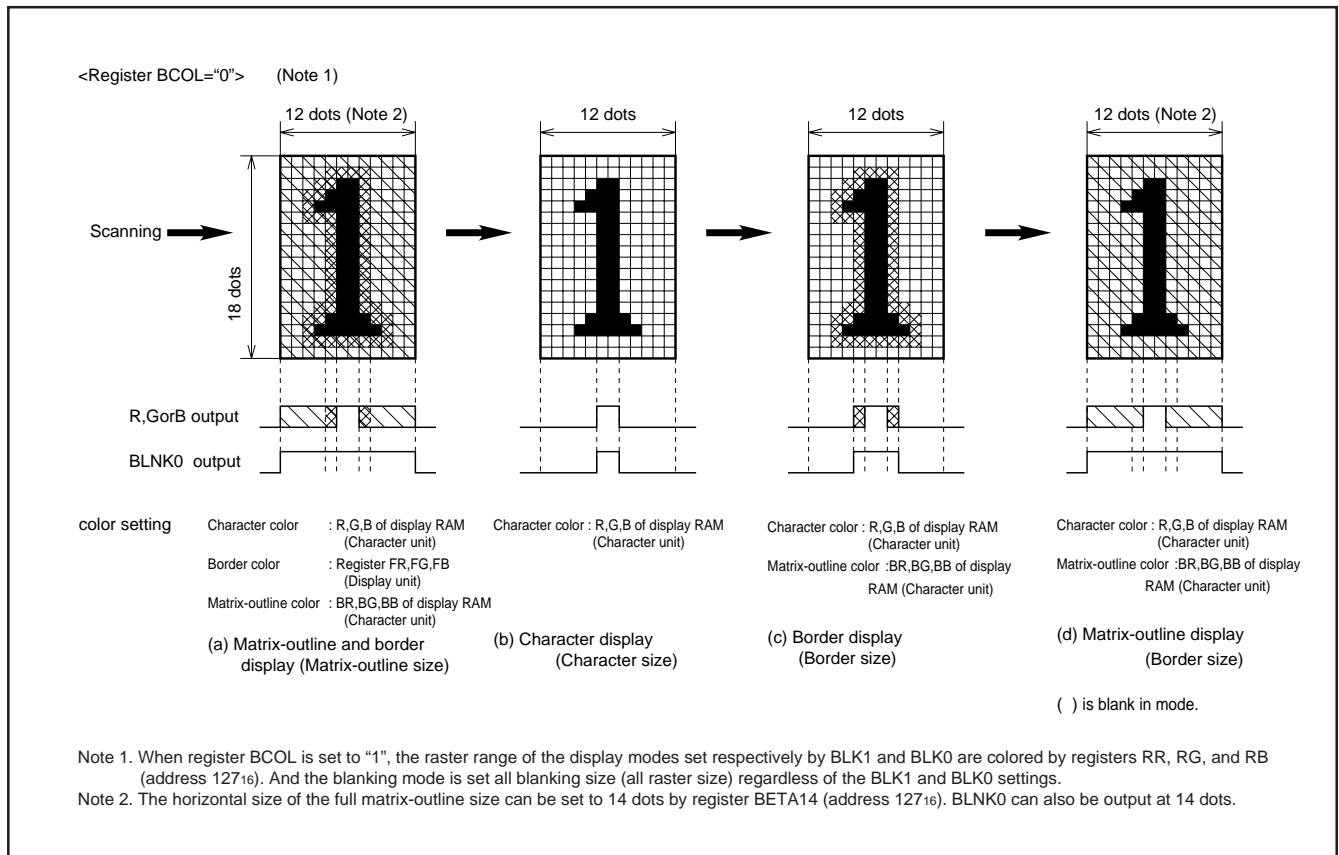 <Register BCOL=“0”> (Note 1)
12 dots (Note 2) 12 dots 12 dots 12 dots (Note 2)
Scanning
18 dots
R,GorB output
BLNK0 output
color setting
Character color : R,G,B of display RAM
(Character unit)
Border color : Register FR,FG,FB
(Display unit)
Matrix-outline color : BR,BG,BB of display RAM
(Character unit)
(a) Matrix-outline and border
display (Matrix-outline size)
Character color : R,G,B of display RAM
(Character unit)
(b) Character display
(Character size)
Character color : R,G,B of display RAM
(Character unit)
Matrix-outline color :BR,BG,BB of display
RAM (Character unit)
(c) Border display
(Border size)
Character color : R,G,B of display RAM
(Character unit)
Matrix-outline color :BR,BG,BB of display
RAM (Character unit)
(d) Matrix-outline display
(Border size)
( ) is blank in mode.
Note 1. When register BCOL is set to “1”, the raster range of the display modes set respectively by BLK1 and BLK0 are colored by registers RR, RG, and RB
(address 12716). And the blanking mode is set all blanking size (all raster size) regardless of the BLK1 and BLK0 settings.
Note 2. The horizontal size of the full matrix-outline size can be set to 14 dots by register BETA14 (address 12716). BLNK0 can also be output at 14 dots.